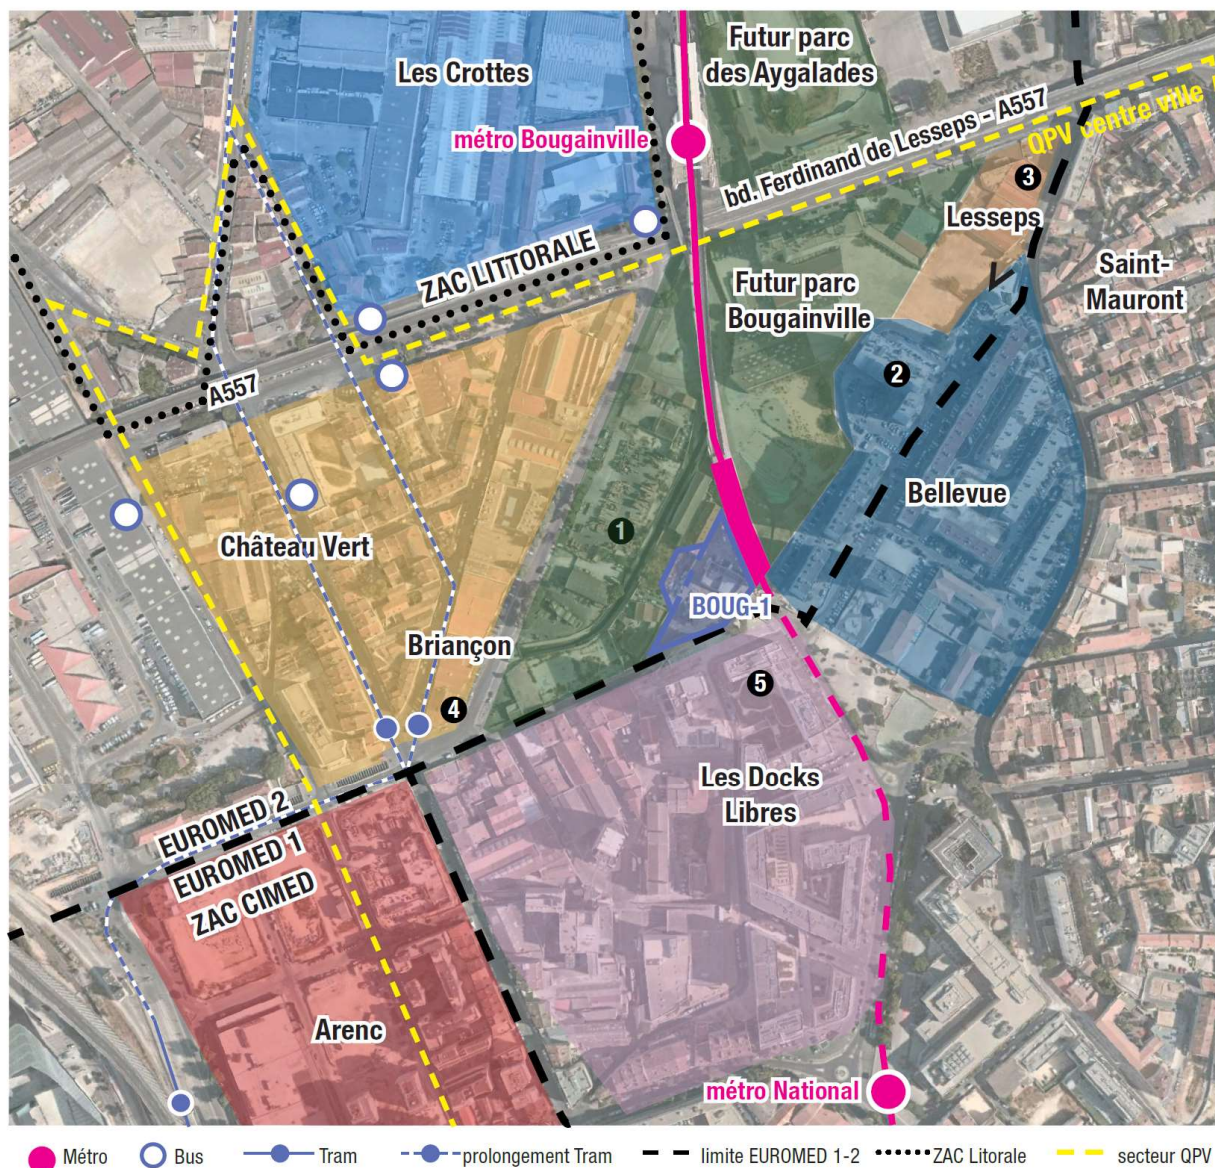 Les Crottes
Futur parc
des Aygalades
métro Bougainville
bd. Ferdinand de Lesseps - A557
QPV centre ville
3
Lesseps
ZAC LITTORALE
Saint-
Mauront
Futur parc
Bougainville
A557
2
Bellevue
Château Vert
1
BOUG-1
Briançon
4
5
Les Docks
Libres
EUROMED 2
EUROMED 1
ZAC CIMED
Arenc
métro National
Métro
Bus
Tram
prolongement Tram
limite EUROMED 1-2
ZAC Litorale
secteur QPV